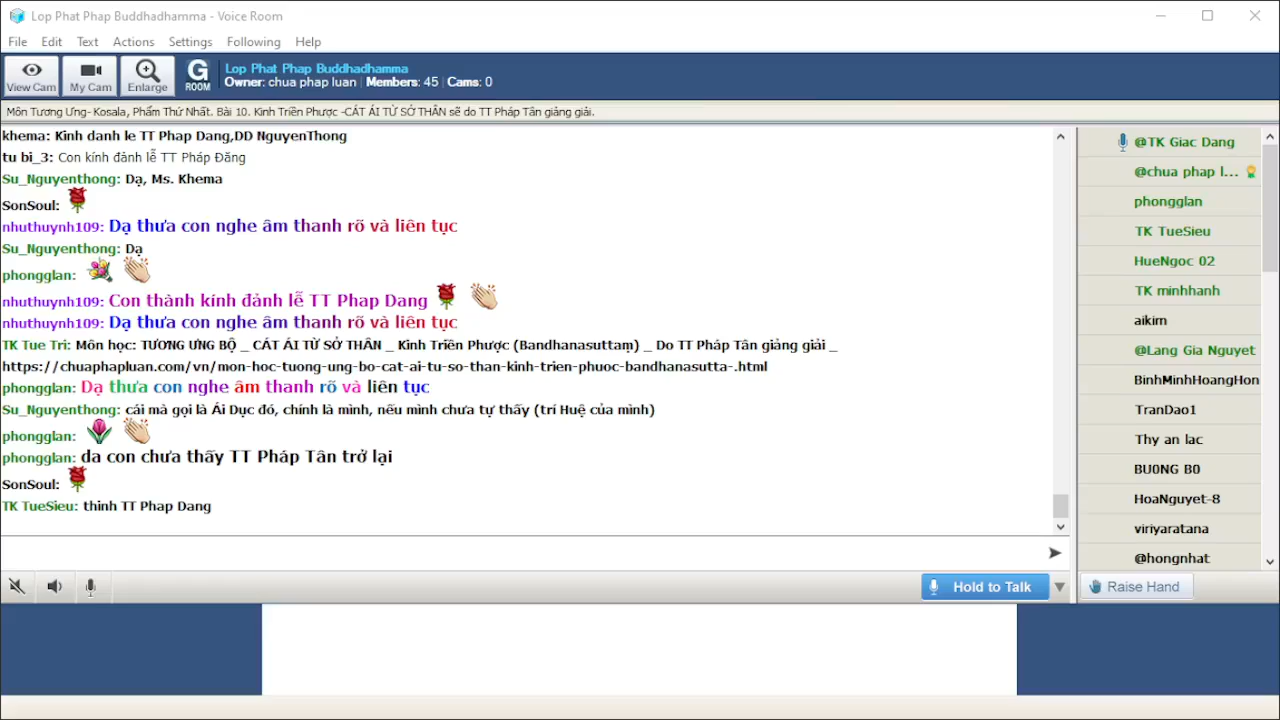 Lop Phat Phap Buddhadhamma - Voice Room
File Edit Text Actions Settings Following Help
View Cam My Cam Enlarge G ROOM
Lop Phat Phap Buddhadhamma
Owner: chua phap luan | Members: 45 | Cams: 0
Môn Tương Ưng- Kosala, Phẩm Thứ Nhất. Bài 10. Kinh Triền Phược -CÁT ÁI TỪ SỞ THÂN sẽ do TT Pháp Tân giảng giải.
khema: Kinh danh le TT Phap Dang,DD NguyenThong
tu bi_3: Con kính đảnh lễ TT Pháp Đăng
Su_Nguyenthong: Dạ, Ms. Khema
SonSoul:
nhuthuynh109: Dạ thưa con nghe âm thanh rõ và liên tục
Su_Nguyenthong: Dạ
phongglan:
nhuthuynh109: Con thành kính đảnh lễ TT Phap Dang
nhuthuynh109: Dạ thưa con nghe âm thanh rõ và liên tục
TK Tue Tri: Môn học: TƯƠNG ƯNG BỘ _ CÁT ÁI TỪ SỞ THÂN _ Kinh Triền Phược (Bandhanasuttaṃ) _ Do TT Pháp Tân giảng giải _
https://chuaphapluan.com/vn/mon-hoc-tuong-ung-bo-cat-ai-tu-so-than-kinh-trien-phuoc-bandhanasutta-.html
phongglan: Dạ thưa con nghe âm thanh rõ và liên tục
Su_Nguyenthong: cái mà gọi là Ái Dục đó, chính là mình, nếu mình chưa tự thấy (trí Huệ của mình)
phongglan:
phongglan: da con chưa thấy TT Pháp Tân trở lại
SonSoul:
TK TueSieu: thinh TT Phap Dang
@TK Giac Dang
@chua phap l...
phongglan
TK TueSieu
HueNgoc 02
TK minhhanh
aikim
@Lang Gia Nguyet
BinhMinhHoangHon
TranDao1
Thy an lac
BU0NG B0
HoaNguyet-8
viriyaratana
@hongnhat
Hold to Talk
Raise Hand